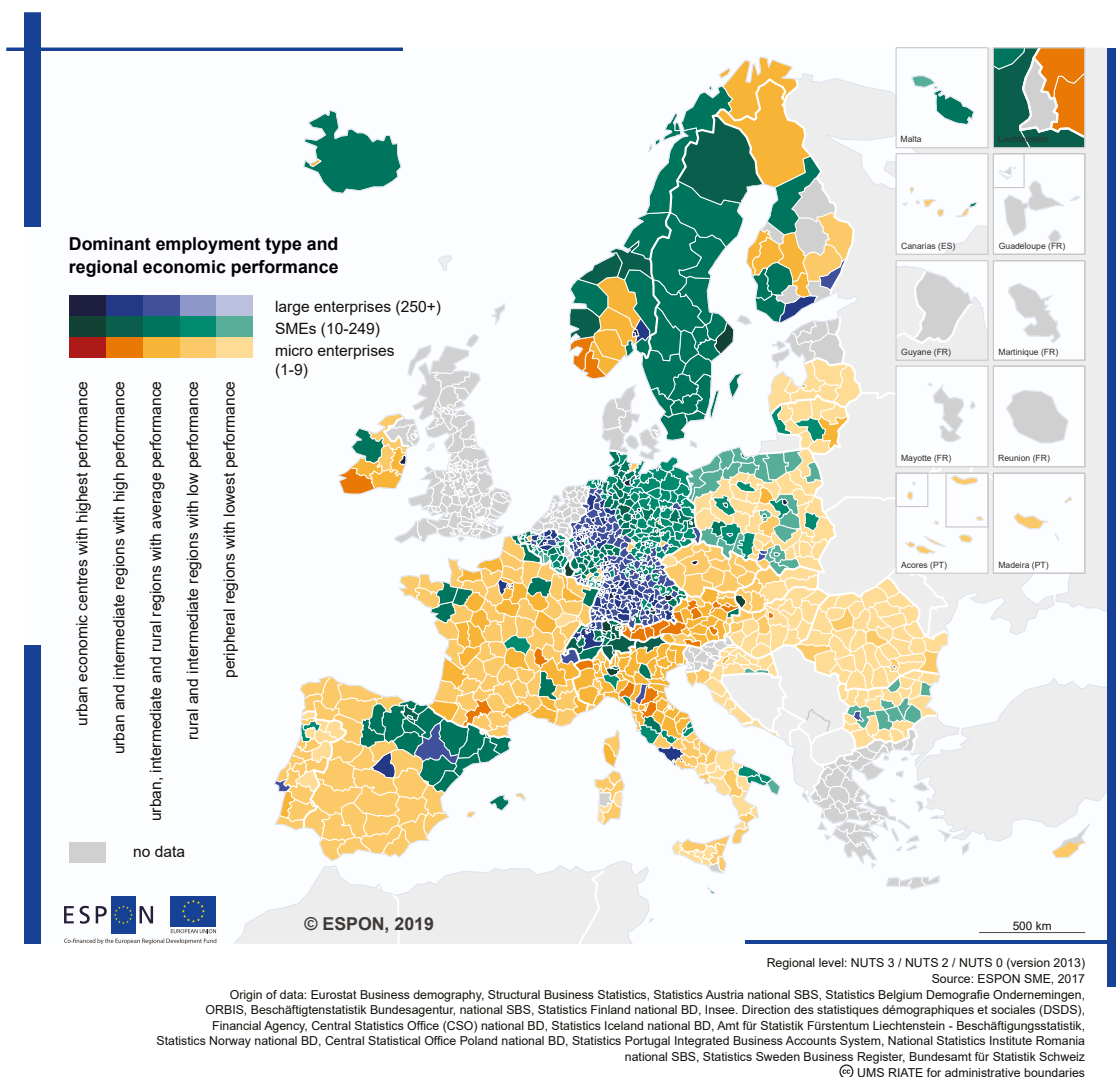 Malta
Liechtenstein
Canarias (ES)
Guadeloupe (FR)
Dominant employment type and
regional economic performance
large enterprises (250+)
SMEs (10-249)
micro enterprises
(1-9)
Guyane (FR)
Martinique (FR)
urban economic centres with highest performance
urban and intermediate regions with high performance
urban, intermediate and rural regions with average performance
rural and intermediate regions with low performance
peripheral regions with lowest performance
Mayotte (FR)
Reunion (FR)
Acores (PT)
Madeira (PT)
no data
ESPON
EUROPEAN UNION
Co-financed by the European Regional Development Fund
© ESPON, 2019
500 km
Regional level: NUTS 3 / NUTS 2 / NUTS 0 (version 2013)
Source: ESPON SME, 2017
Origin of data: Eurostat Business demography, Structural Business Statistics, Statistics Austria national SBS, Statistics Belgium Demografie Ondernemingen,
ORBIS, Beschäftigtenstatistik Bundesagentur, national SBS, Statistics Finland national BD, Insee. Direction des statistiques démographiques et sociales (DSDS),
Financial Agency, Central Statistics Office (CSO) national BD, Statistics Iceland national BD, Amt für Statistik Fürstentum Liechtenstein - Beschäftigungsstatistik,
Statistics Norway national BD, Central Statistical Office Poland national BD, Statistics Portugal Integrated Business Accounts System, National Statistics Institute Romania
national SBS, Statistics Sweden Business Register, Bundesamt für Statistik Schweiz
(cc) UMS RIATE for administrative boundaries